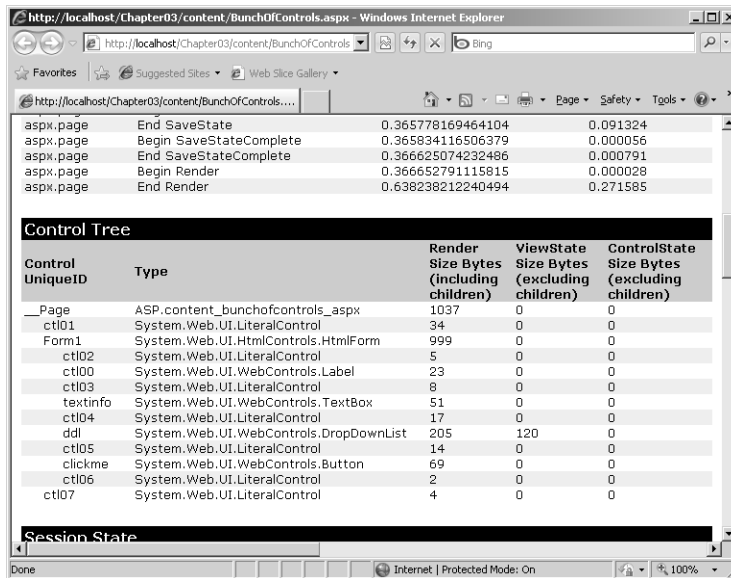 http://localhost/Chapter03/content/BunchOfControls.aspx - Windows Internet Explorer
http://localhost/Chapter03/content/BunchOfControls Bing
Favorites Suggested Sites Web Slice Gallery
http://localhost/Chapter03/content/BunchOfControls.... Page Safety Tools
aspx.page End SaveState 0.365778169464104 0.091324
aspx.page Begin SaveStateComplete 0.365834116506379 0.000056
aspx.page End SaveStateComplete 0.366625074232486 0.000791
aspx.page Begin Render 0.366652791115815 0.000028
aspx.page End Render 0.638238212240494 0.271585
Control Tree
Control UniqueID Type Render Size Bytes (including children) ViewState Size Bytes (excluding children) ControlState Size Bytes (excluding children)
__Page ASP.content_bunchofcontrols_aspx 1037 0 0
ctl01 System.Web.UI.LiteralControl 34 0 0
Form1 System.Web.UI.HtmlControls.HtmlForm 999 0 0
ctl02 System.Web.UI.LiteralControl 5 0 0
ctl00 System.Web.UI.WebControls.Label 23 0 0
ctl03 System.Web.UI.LiteralControl 8 0 0
textinfo System.Web.UI.WebControls.TextBox 51 0 0
ctl04 System.Web.UI.LiteralControl 17 0 0
ddl System.Web.UI.WebControls.DropDownList 205 120 0
ctl05 System.Web.UI.LiteralControl 14 0 0
clickme System.Web.UI.WebControls.Button 69 0 0
ctl06 System.Web.UI.LiteralControl 2 0 0
ctl07 System.Web.UI.LiteralControl 4 0 0
Session State
Done Internet | Protected Mode: On 100%